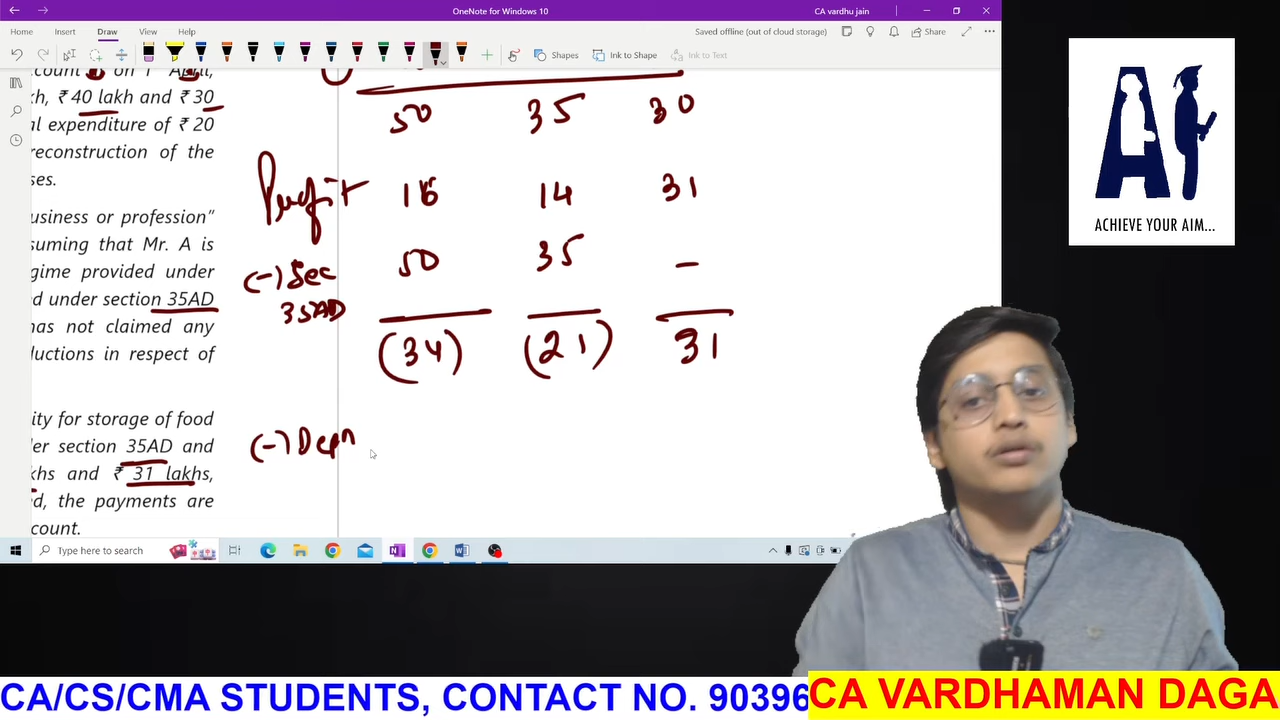 OneNote for Windows 10
CA vardhu jain
Home Insert Draw View Help
Saved offline (out of cloud storage)
Share
Shapes
Ink to Shape
Ink to Text
count on 1 April,
kh, ₹ 40 lakh and ₹ 30
al expenditure of ₹ 20
reconstruction of the
ses.
usiness or profession"
suming that Mr. A is
gime provided under
d under section 35AD
has not claimed any
ductions in respect of
ity for storage of food
er section 35AD and
khs and ₹ 31 lakhs,
ed, the payments are
count.
50 35 30
Profit 16 14 31
(-) Sec 50 35 -
35AD
(34) (21) 31
(-) Depn
Type here to search
ACHIEVE YOUR AIM...
CA/CS/CMA STUDENTS, CONTACT NO. 90396
CA VARDHAMAN DAGA